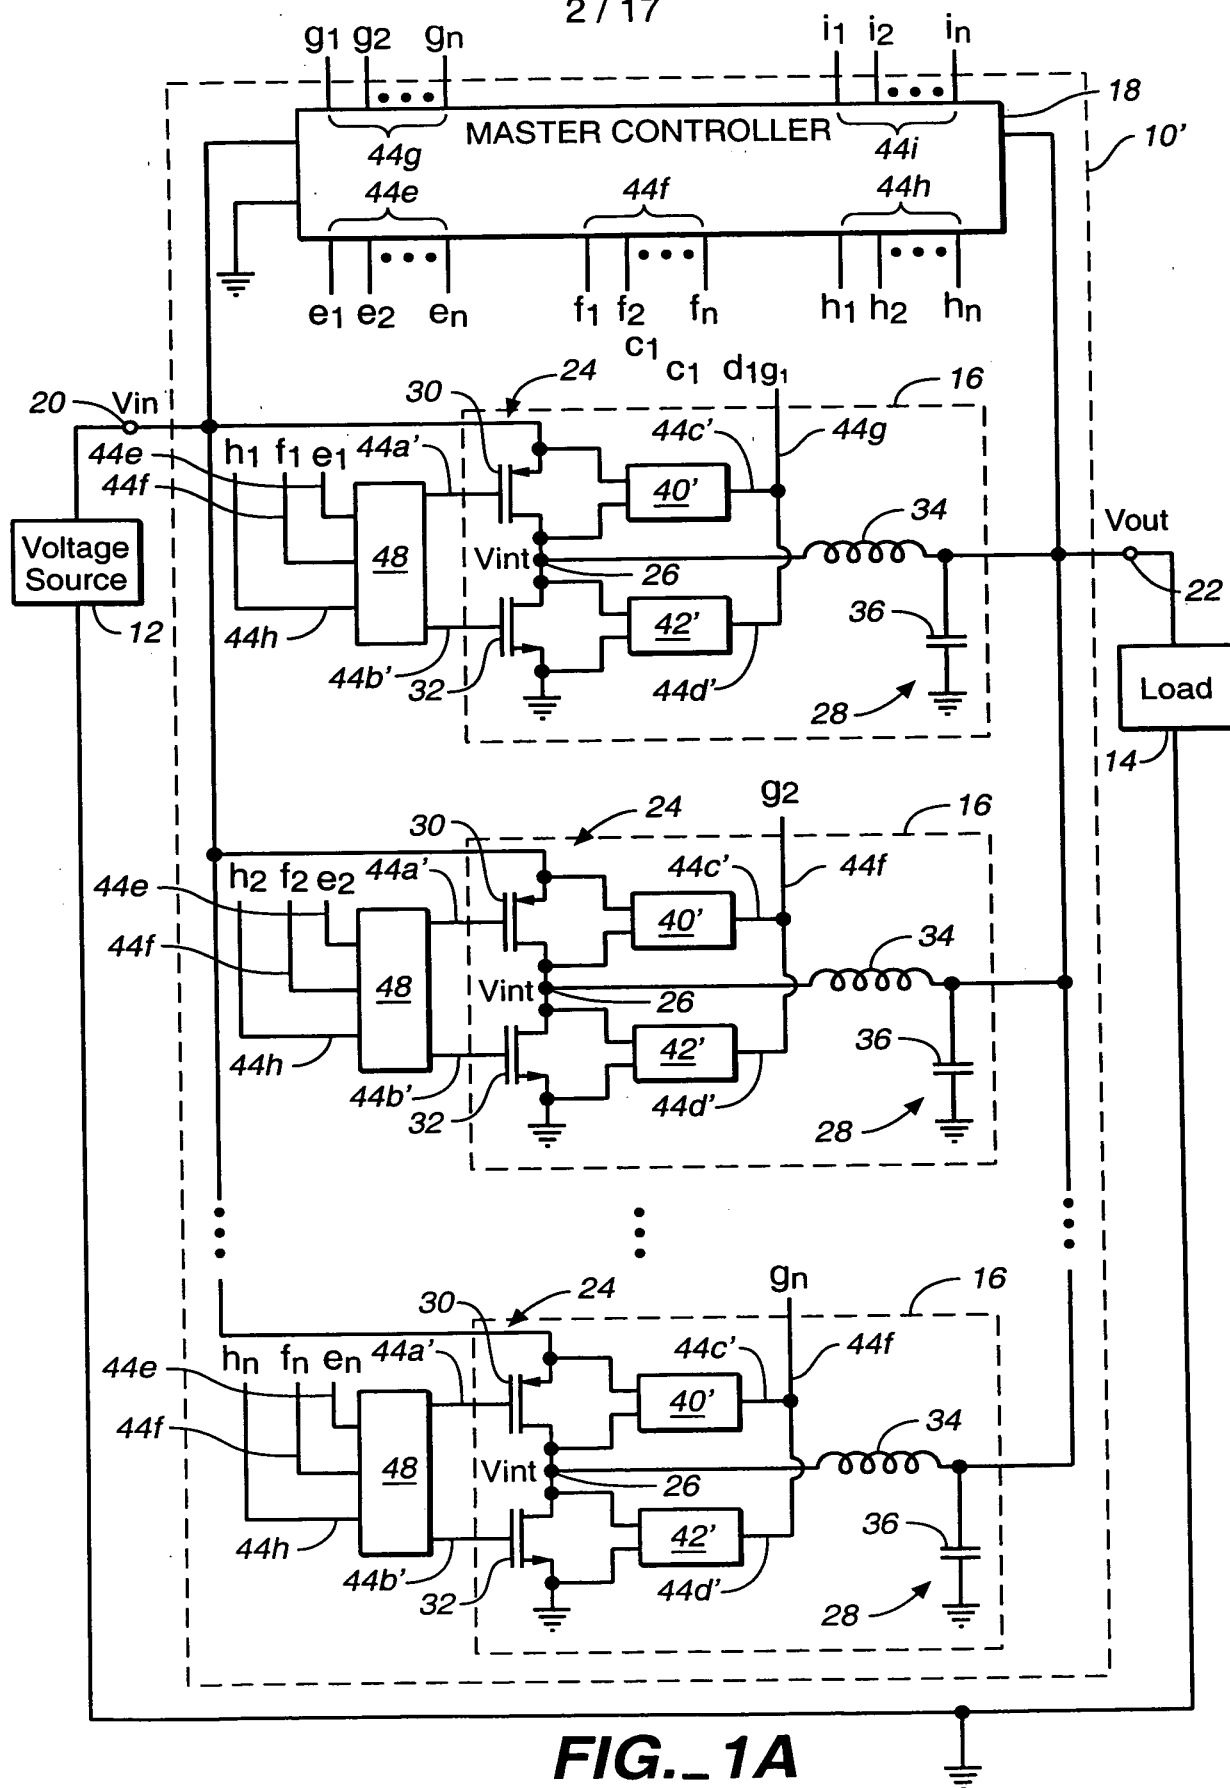 2 / 17
g1 g2 gn i1 i2 in
18
MASTER CONTROLLER
10'
44g 44i
44e 44f 44h
e1 e2 en f1 f2 fn h1 h2 hn
c1
c1 d1g1
30 24 16
20 Vin
44e h1 f1 e1 44a' 44c' 44g
44f
40'
Voltage Source
48
34
Vout
Vint 26
22
12 44h
42'
36
44b' 32 44d' 28
Load
14
g2
30 24 16
44e h2 f2 e2 44a' 44c' 44f
40'
44f
34
48
Vint 26
42'
36
44h 44b' 44d'
32 28
gn
30 24 16
44e hn fn en 44a' 44c' 44f
40'
44f
34
48
Vint 26
42'
36
44h 44b' 44d'
32 28
FIG._1A